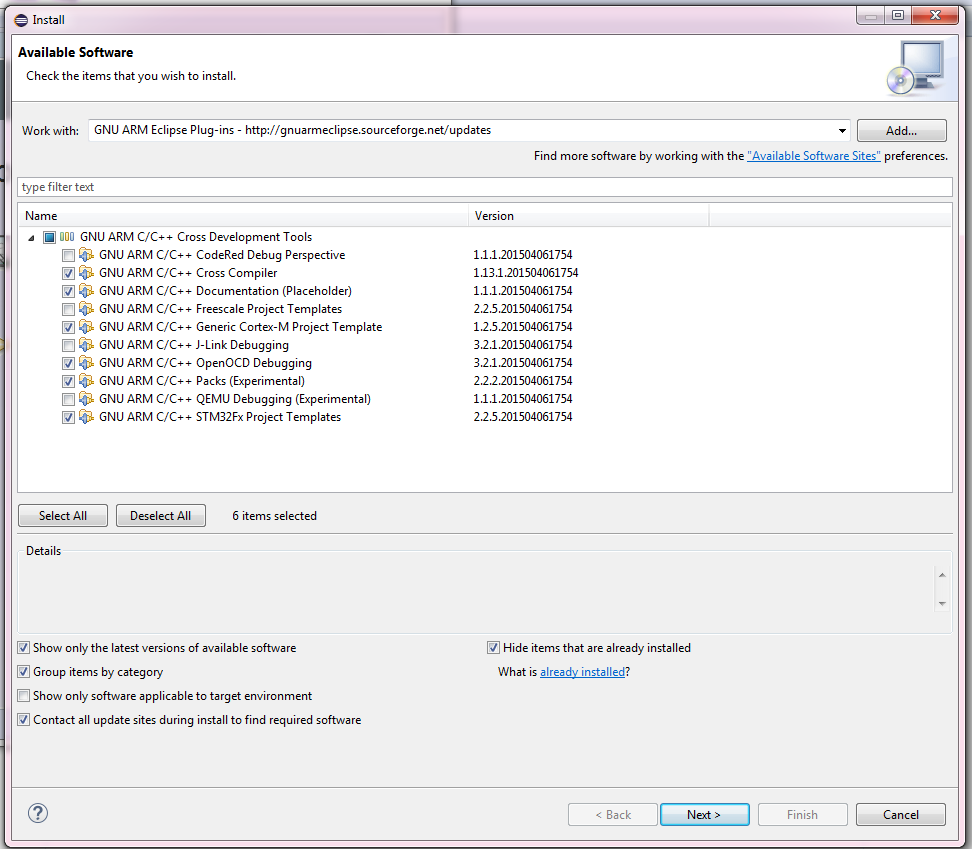 Install
Available Software
Check the items that you wish to install.
Work with: GNU ARM Eclipse Plug-ins - http://gnuarmeclipse.sourceforge.net/updates Add...
Find more software by working with the "Available Software Sites" preferences.
type filter text
Name Version
GNU ARM C/C++ Cross Development Tools
GNU ARM C/C++ CodeRed Debug Perspective 1.1.1.201504061754
GNU ARM C/C++ Cross Compiler 1.13.1.201504061754
GNU ARM C/C++ Documentation (Placeholder) 1.1.1.201504061754
GNU ARM C/C++ Freescale Project Templates 2.2.5.201504061754
GNU ARM C/C++ Generic Cortex-M Project Template 1.2.5.201504061754
GNU ARM C/C++ J-Link Debugging 3.2.1.201504061754
GNU ARM C/C++ OpenOCD Debugging 3.2.1.201504061754
GNU ARM C/C++ Packs (Experimental) 2.2.2.201504061754
GNU ARM C/C++ QEMU Debugging (Experimental) 1.1.1.201504061754
GNU ARM C/C++ STM32Fx Project Templates 2.2.5.201504061754
Select All Deselect All 6 items selected
Details
Show only the latest versions of available software Hide items that are already installed
Group items by category What is already installed?
Show only software applicable to target environment
Contact all update sites during install to find required software
? < Back Next > Finish Cancel